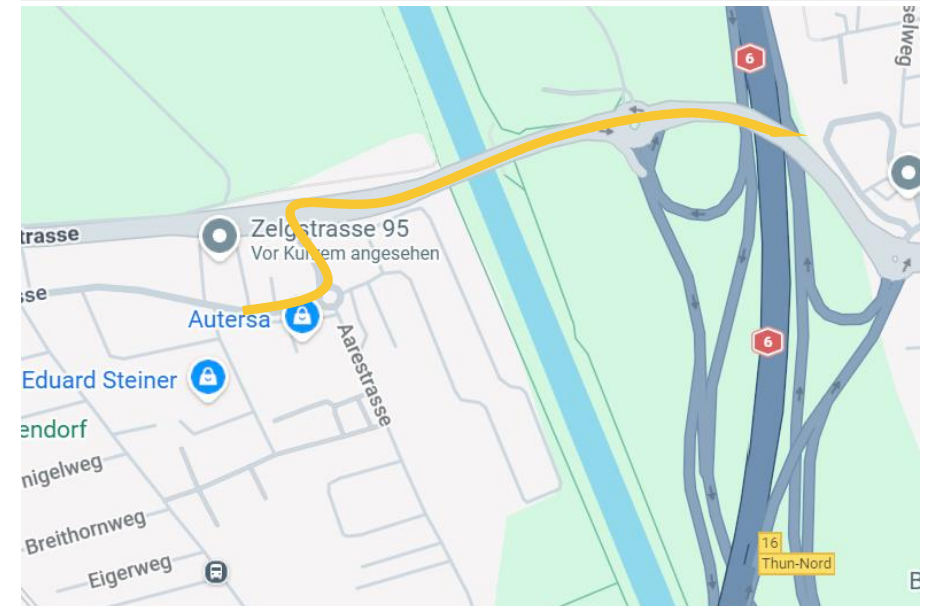 selweg
6
trasse
Zelgstrasse 95
Vor Kurzem angesehen
sse
Autersa
Aarestrasse
6
Eduard Steiner
endorf
nigelweg
Breithornweg
Eigerweg
16
Thun-Nord
B